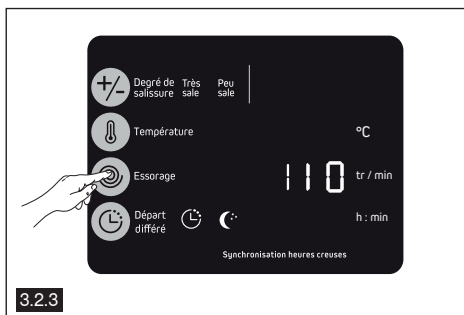 +/- Degré de salissure Très sale Peu sale
Température °C
Essorage 110 tr / min
Départ différé h : min
Synchronisation heures creuses
3.2.3